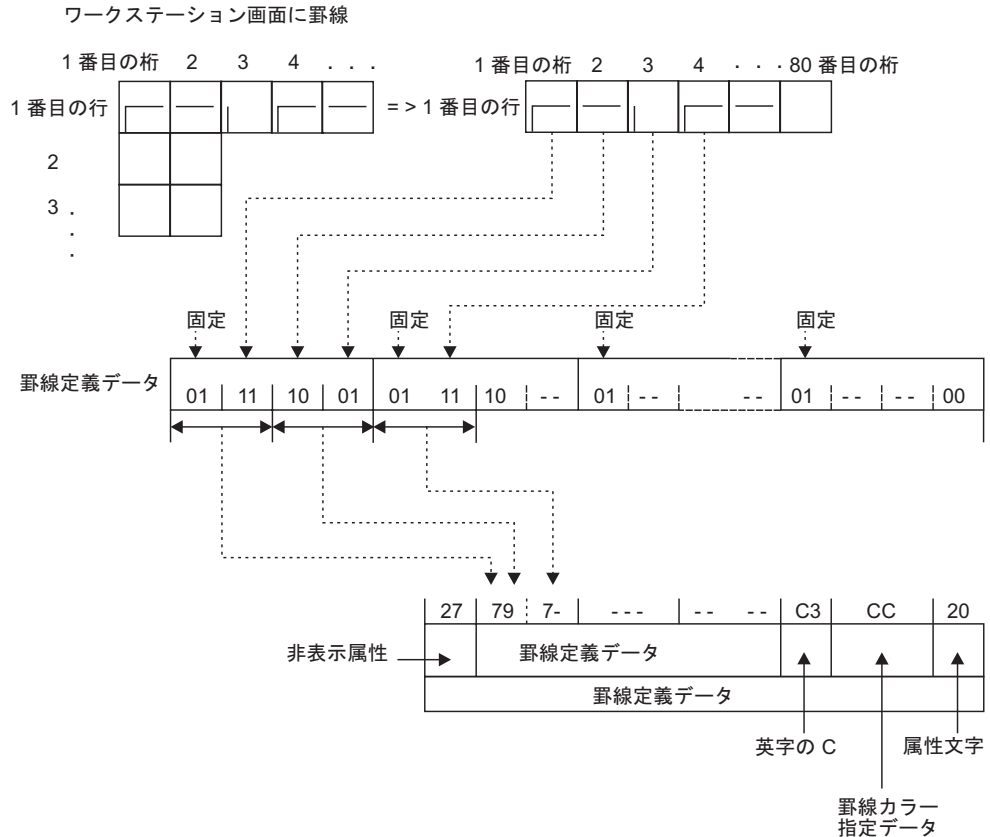 ワークステーション画面に罫線
1 番目の桁 2 3 4 . . .
1 番目の桁 2 3 4 · · · 80 番目の桁
1 番目の行
= > 1 番目の行
2
3 .
.
.
固定 固定 固定 固定
罫線定義データ
01 11 10 01 01 11 10 - - 01 - - - - 01 - - - - 00
27 79 7- - - - - - - - C3 CC 20
非表示属性
罫線定義データ
罫線定義データ
英字の C
属性文字
罫線カラー
指定データ